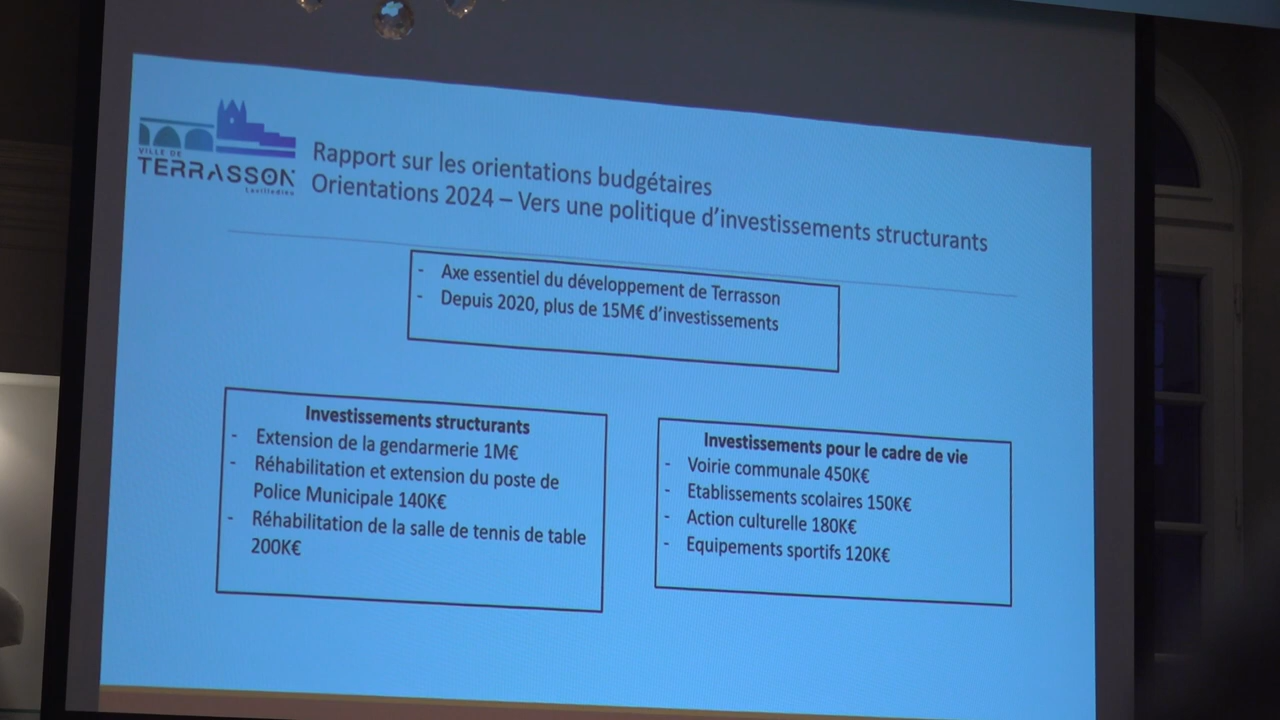 VILLE DE
TERRASSON
Lavilledieu
Rapport sur les orientations budgétaires
Orientations 2024 – Vers une politique d'investissements structurants
- Axe essentiel du développement de Terrasson
- Depuis 2020, plus de 15M€ d'investissements
Investissements structurants
- Extension de la gendarmerie 1M€
- Réhabilitation et extension du poste de
Police Municipale 140K€
- Réhabilitation de la salle de tennis de table
200K€
Investissements pour le cadre de vie
- Voirie communale 450K€
- Etablissements scolaires 150K€
- Action culturelle 180K€
- Equipements sportifs 120K€